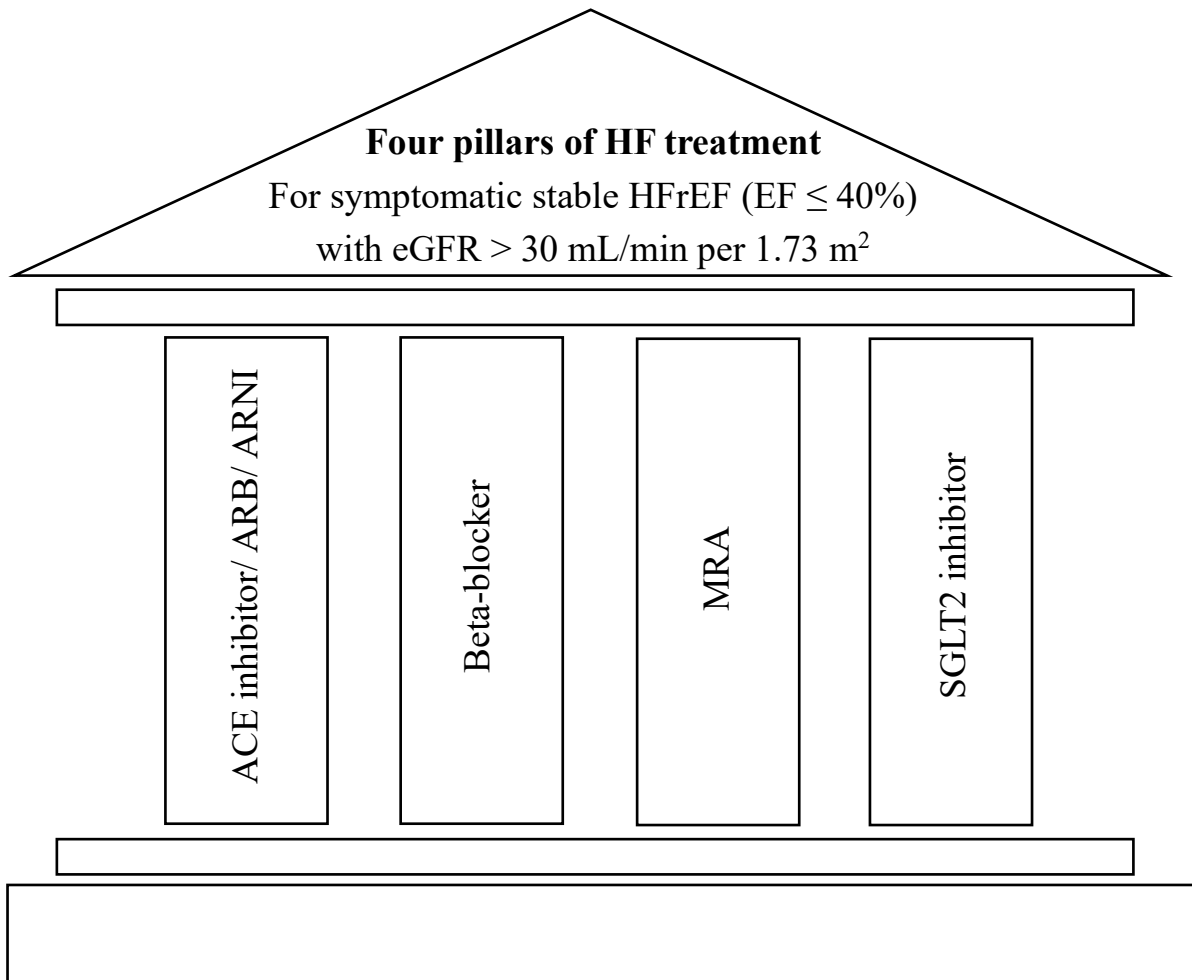 Four pillars of HF treatment
For symptomatic stable HFrEF (EF ≤ 40%)
with eGFR > 30 mL/min per 1.73 m²
ACE inhibitor/ ARB/ ARNI
Beta-blocker
MRA
SGLT2 inhibitor